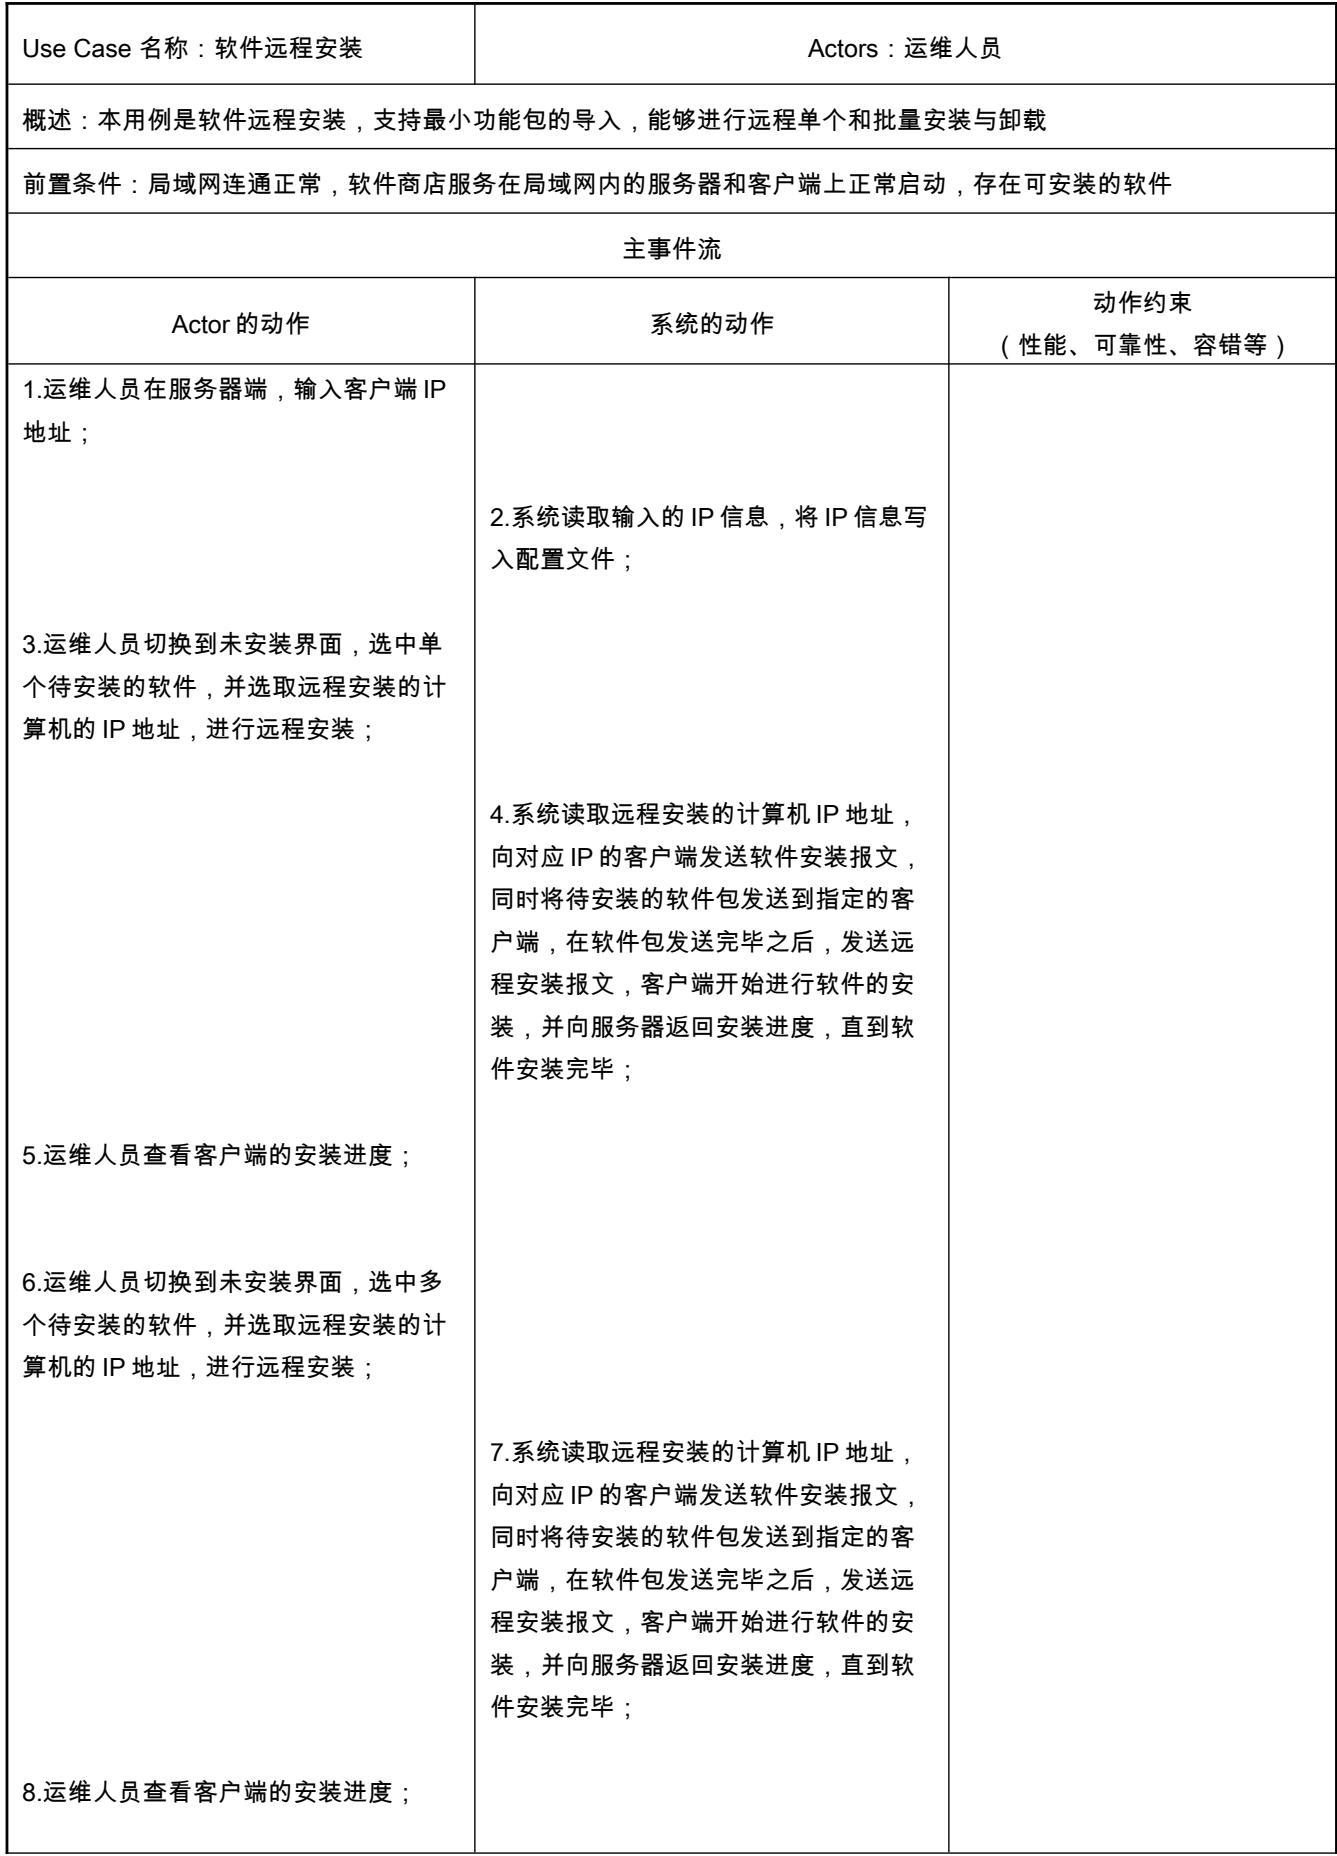 Use Case 名称：软件远程安装
Actors：运维人员
概述：本用例是软件远程安装，支持最小功能包的导入，能够进行远程单个和批量安装与卸载
前置条件：局域网连通正常，软件商店服务在局域网内的服务器和客户端上正常启动，存在可安装的软件
主事件流
Actor 的动作
系统的动作
动作约束
（性能、可靠性、容错等）
1.运维人员在服务器端，输入客户端 IP
地址；
2.系统读取输入的 IP 信息，将 IP 信息写
入配置文件；
3.运维人员切换到未安装界面，选中单
个待安装的软件，并选取远程安装的计
算机的 IP 地址，进行远程安装；
4.系统读取远程安装的计算机 IP 地址，
向对应 IP 的客户端发送软件安装报文，
同时将待安装的软件包发送到指定的客
户端，在软件包发送完毕之后，发送远
程安装报文，客户端开始进行软件的安
装，并向服务器返回安装进度，直到软
件安装完毕；
5.运维人员查看客户端的安装进度；
6.运维人员切换到未安装界面，选中多
个待安装的软件，并选取远程安装的计
算机的 IP 地址，进行远程安装；
7.系统读取远程安装的计算机 IP 地址，
向对应 IP 的客户端发送软件安装报文，
同时将待安装的软件包发送到指定的客
户端，在软件包发送完毕之后，发送远
程安装报文，客户端开始进行软件的安
装，并向服务器返回安装进度，直到软
件安装完毕；
8.运维人员查看客户端的安装进度；